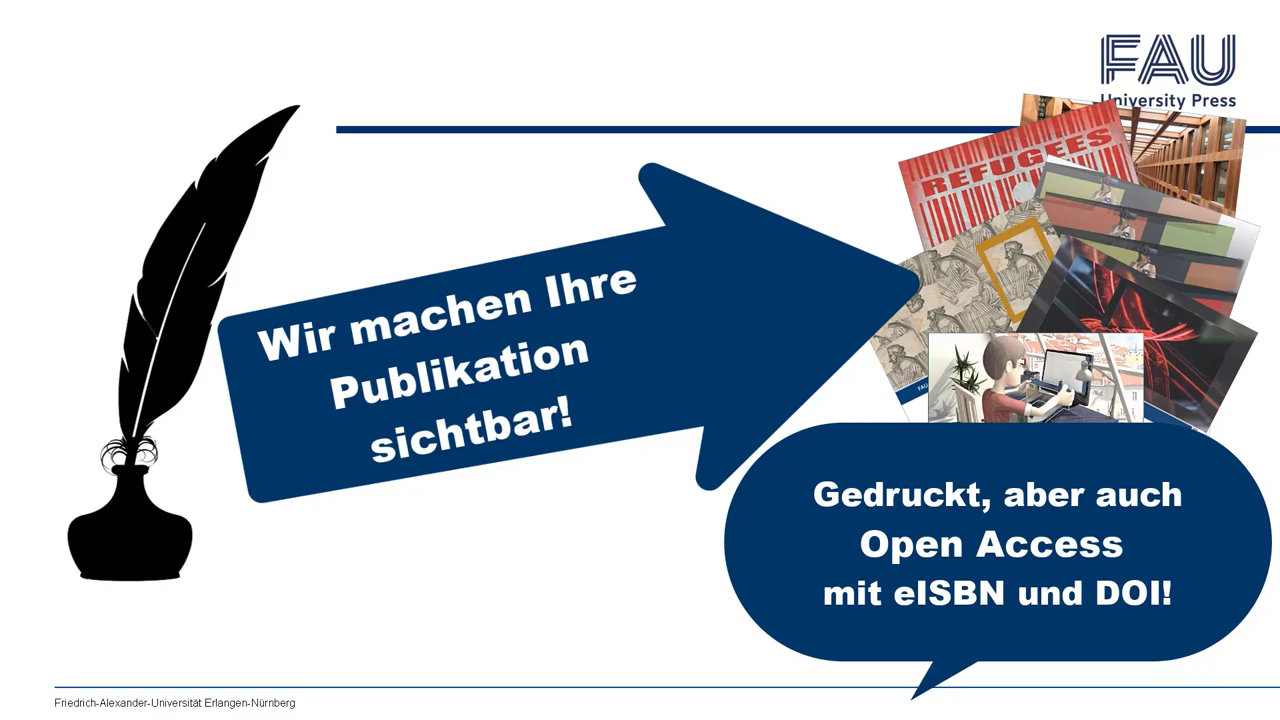 FAU
University Press
REFUGEES
Wir machen Ihre
Publikation
sichtbar!
FAU
Gedruckt, aber auch
Open Access
mit eISBN und DOI!
Friedrich-Alexander-Universität Erlangen-Nürnberg